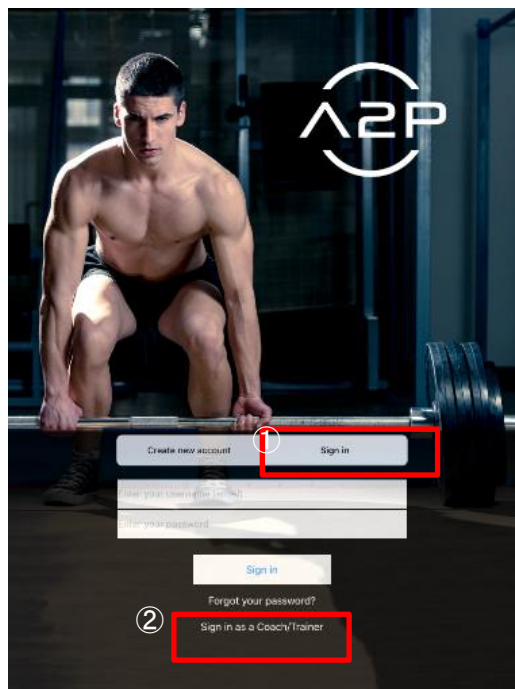 A2P
①
Create new account Sign in
Enter your username (email)
Enter your password
Sign in
Forgot your password?
② Sign in as a Coach/Trainer